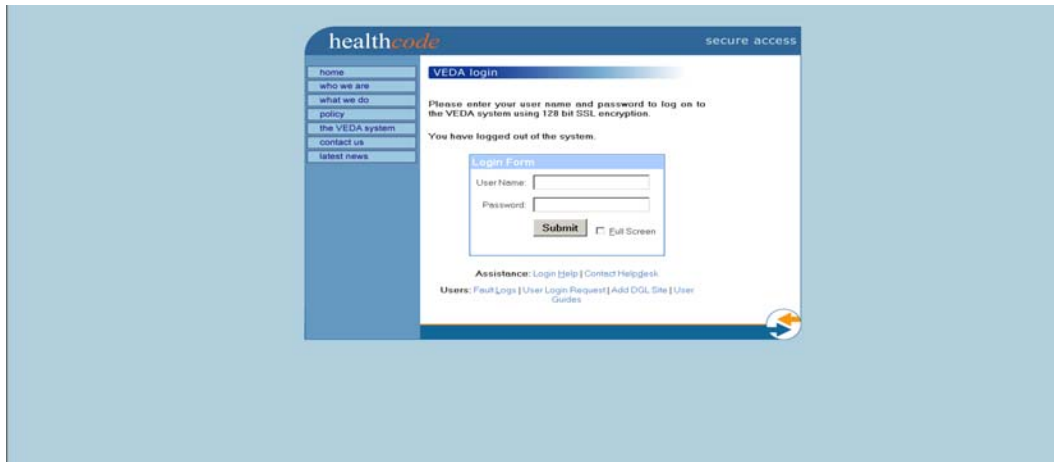 healthcode
secure access
home
who we are
what we do
policy
the VEDA system
contact us
latest news
VEDA login
Please enter your user name and password to log on to
the VEDA system using 128 bit SSL encryption.
You have logged out of the system.
Login Form
User Name:
Password:
Submit
Full Screen
Assistance: Login Help | Contact Helpdesk
Users: Fault Logs | User Login Request | Add DGL Site | User
Guides